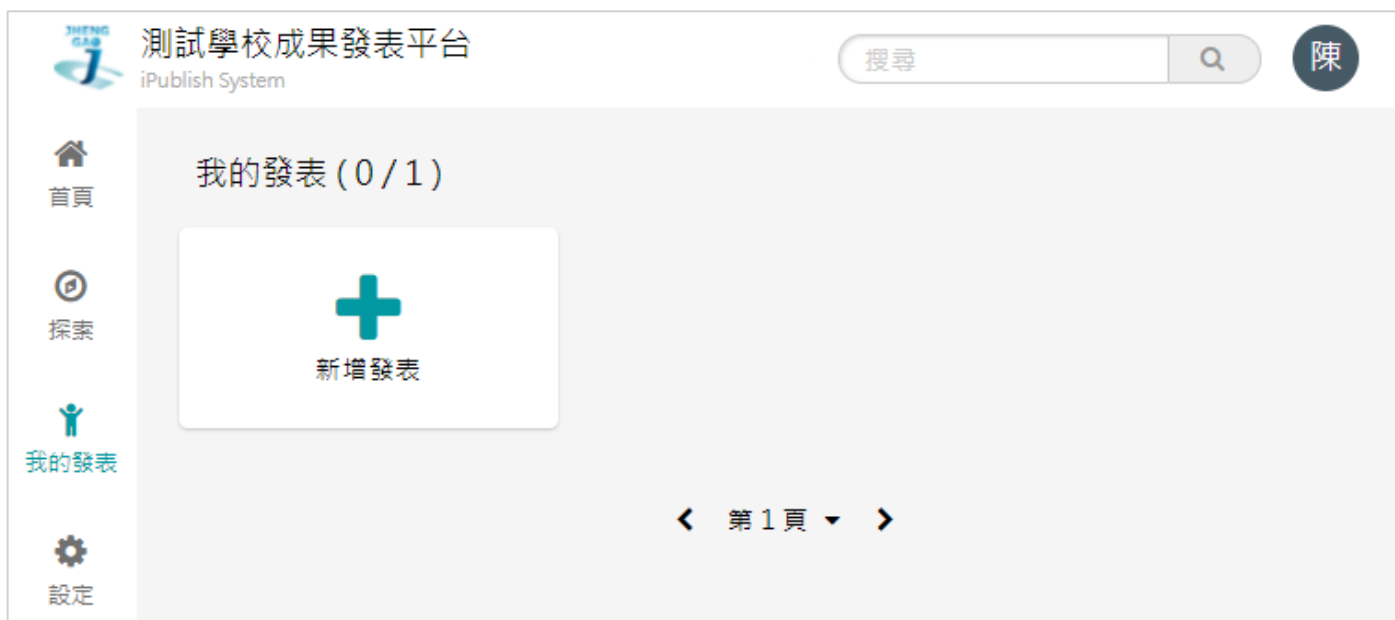 JHENG
GAO
測試學校成果發表平台
iPublish System
搜尋
陳
首頁
探索
我的發表
設定
我的發表 ( 0 / 1 )
新增發表
第 1 頁